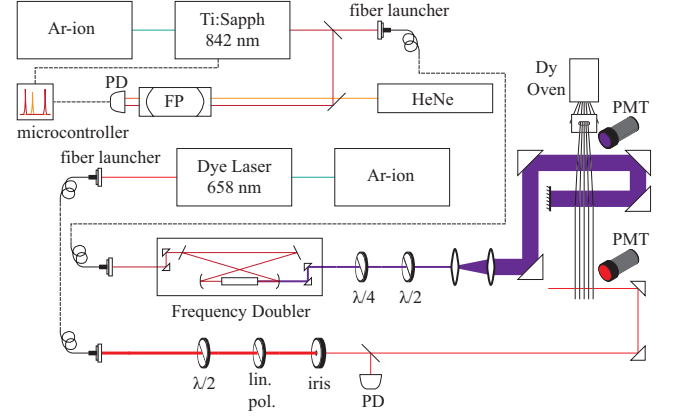 Ar-ion
Ti:Sapph
842 nm
fiber launcher
Dy
Oven
PMT
PD
FP
HeNe
microcontroller
fiber launcher
Dye Laser
658 nm
Ar-ion
PMT
λ/4
λ/2
Frequency Doubler
λ/2
lin.
pol.
iris
PD